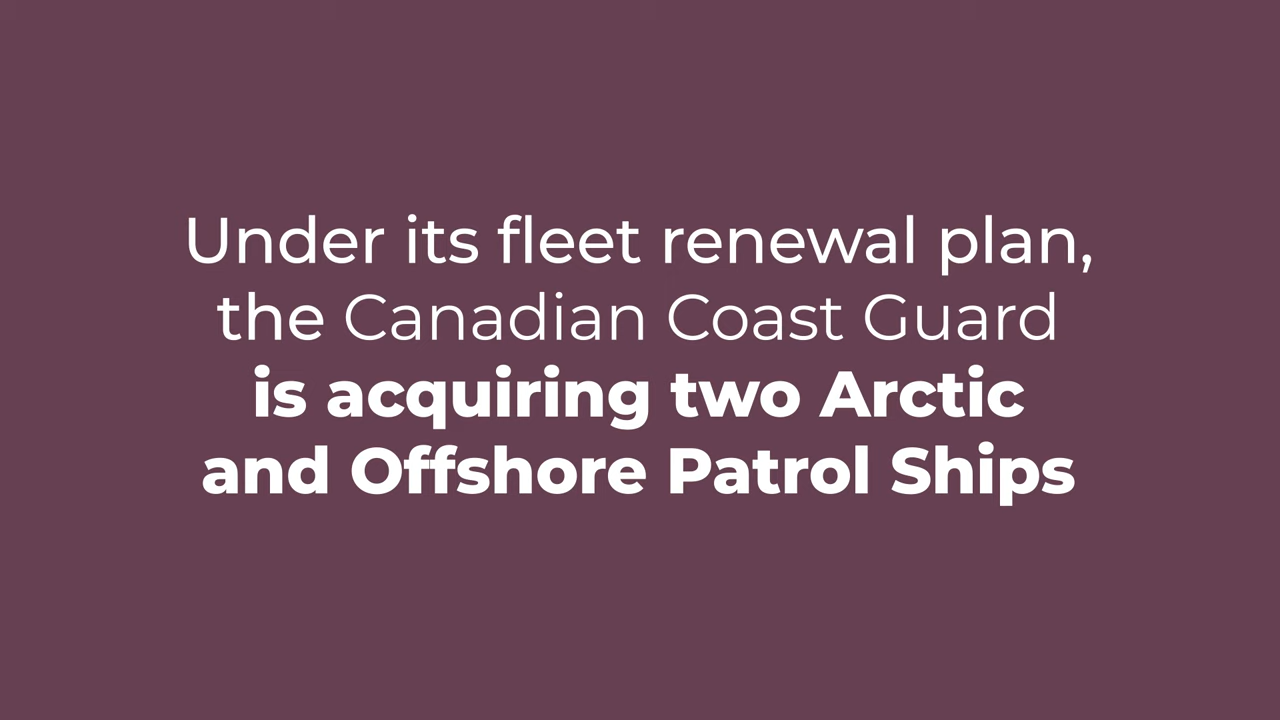 Under its fleet renewal plan,
the Canadian Coast Guard
is acquiring two Arctic
and Offshore Patrol Ships